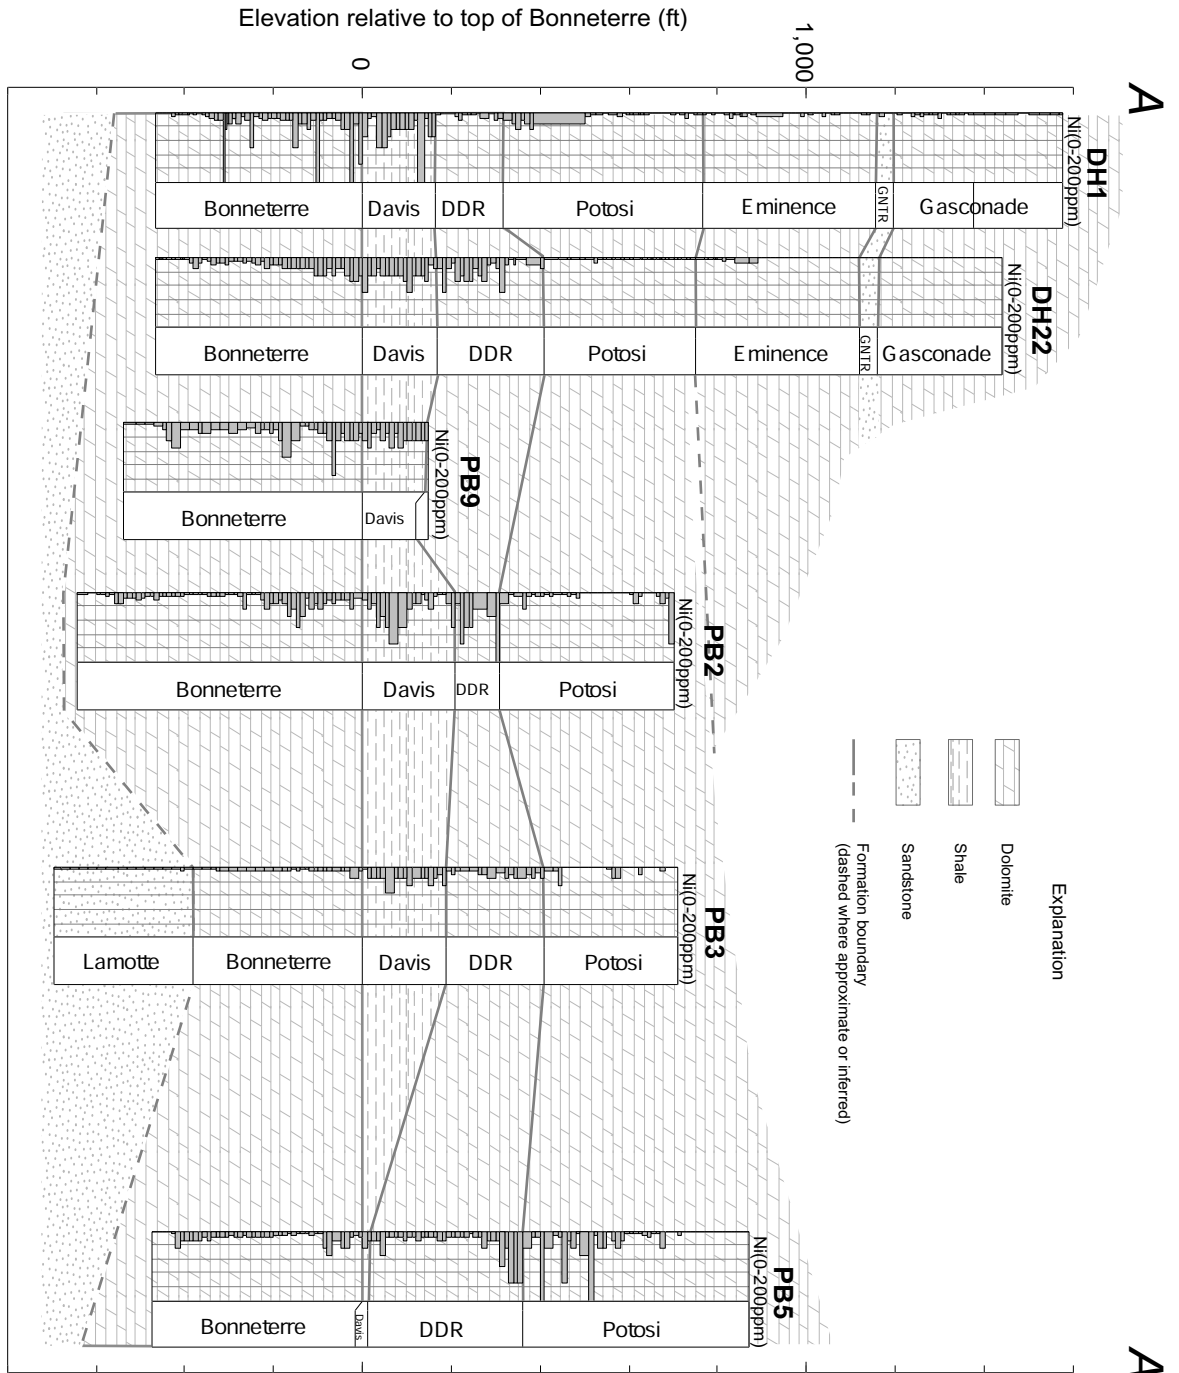 Elevation relative to top of Bonneterre (ft)
0
1,000
A
DH1
Ni(0-200ppm)
Bonneterre
Davis
DDR
Potosi
Eminence
GNTR
Gasconade
DH22
Ni(0-200ppm)
Bonneterre
Davis
DDR
Potosi
Eminence
GNTR
Gasconade
PB9
Ni(0-200ppm)
Bonneterre
Davis
PB2
Ni(0-200ppm)
Bonneterre
Davis
DDR
Potosi
Explanation
Dolomite
Shale
Sandstone
Formation boundary
(dashed where approximate or inferred)
PB3
Ni(0-200ppm)
Lamotte
Bonneterre
Davis
DDR
Potosi
PB5
Ni(0-200ppm)
Bonneterre
Davis
DDR
Potosi
A